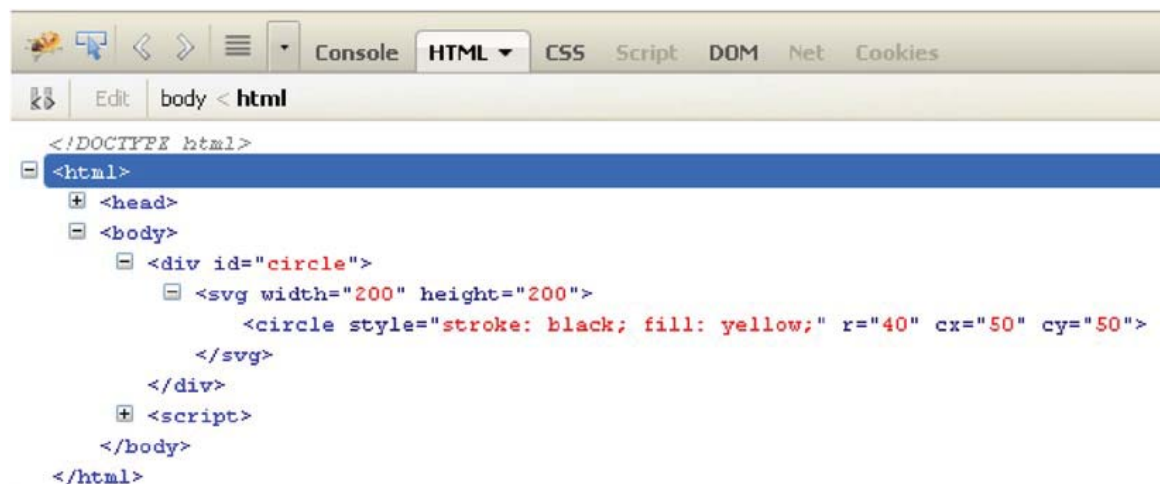 Console HTML CSS Script DOM Net Cookies
Edit body < html
<!DOCTYPE html>
<html>
<head>
<body>
<div id="circle">
<svg width="200" height="200">
<circle style="stroke: black; fill: yellow;" r="40" cx="50" cy="50">
</svg>
</div>
<script>
</body>
</html>